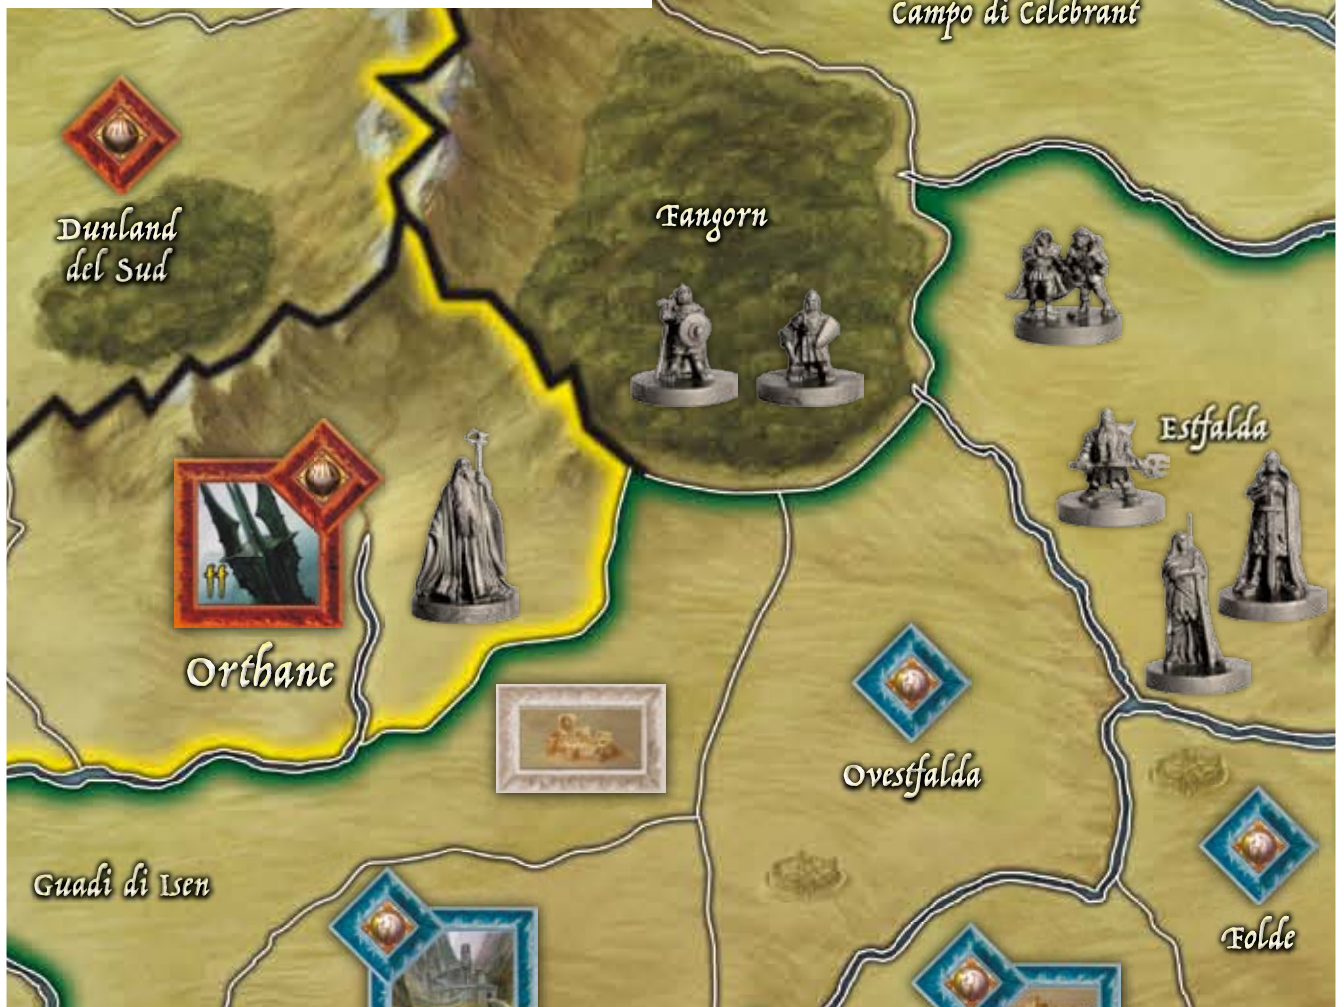 Campo di Celebrant
Dunland
del Sud
Fangorn
Estfalda
Orthanc
Ovestfalda
Guadi di Isen
Folde